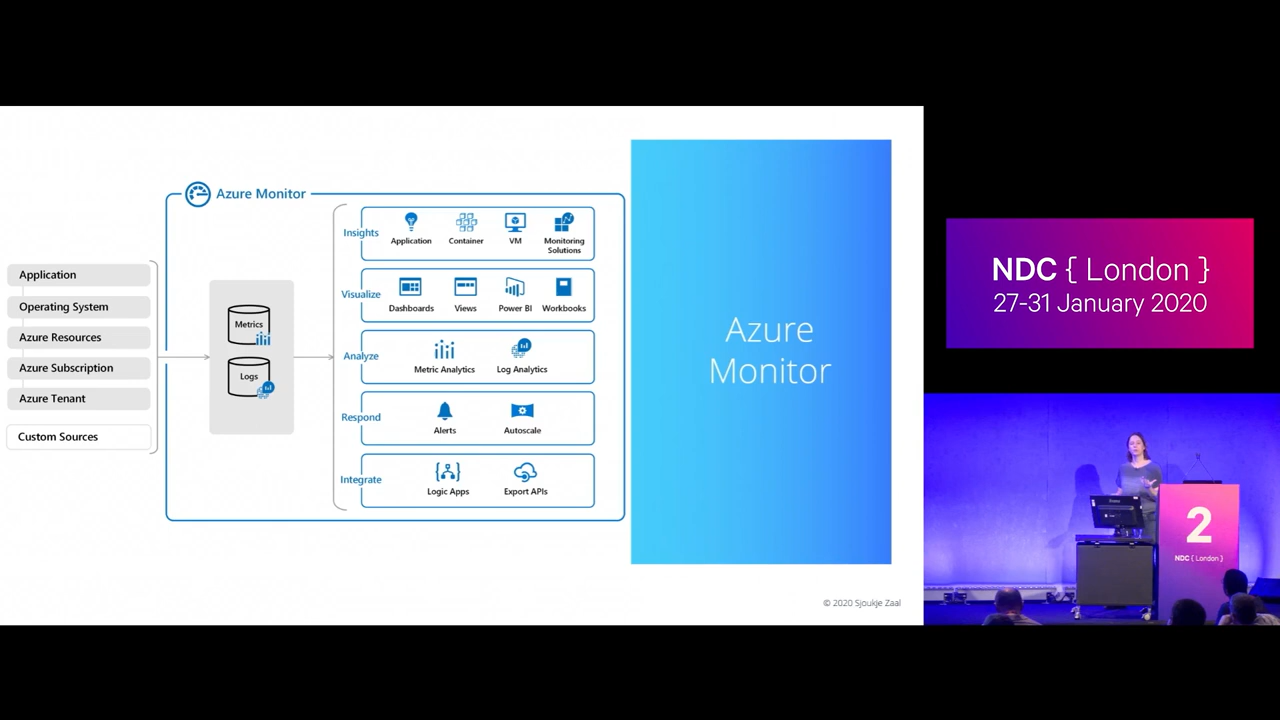 Azure Monitor
Application
Operating System
Azure Resources
Azure Subscription
Azure Tenant
Custom Sources
Metrics
Logs
Insights
Application
Container
VM
Monitoring
Solutions
Visualize
Dashboards
Views
Power BI
Workbooks
Analyze
Metric Analytics
Log Analytics
Respond
Alerts
Autoscale
Integrate
Logic Apps
Export APIs
Azure
Monitor
© 2020 Sjoukje Zaal
NDC { London }
27-31 January 2020
2
NDC { London }